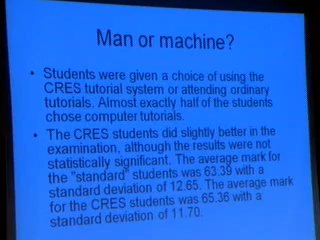 Man or machine?
• Students were given a choice of using the
CRES tutorial system or attending ordinary
tutorials. Almost exactly half of the students
chose computer tutorials.
• The CRES students did slightly better in the
examination, although the results were not
statistically significant. The average mark for
the "standard" students was 63.39 with a
standard deviation of 12.65. The average mark
for the CRES students was 65.36 with a
standard deviation of 11.70.